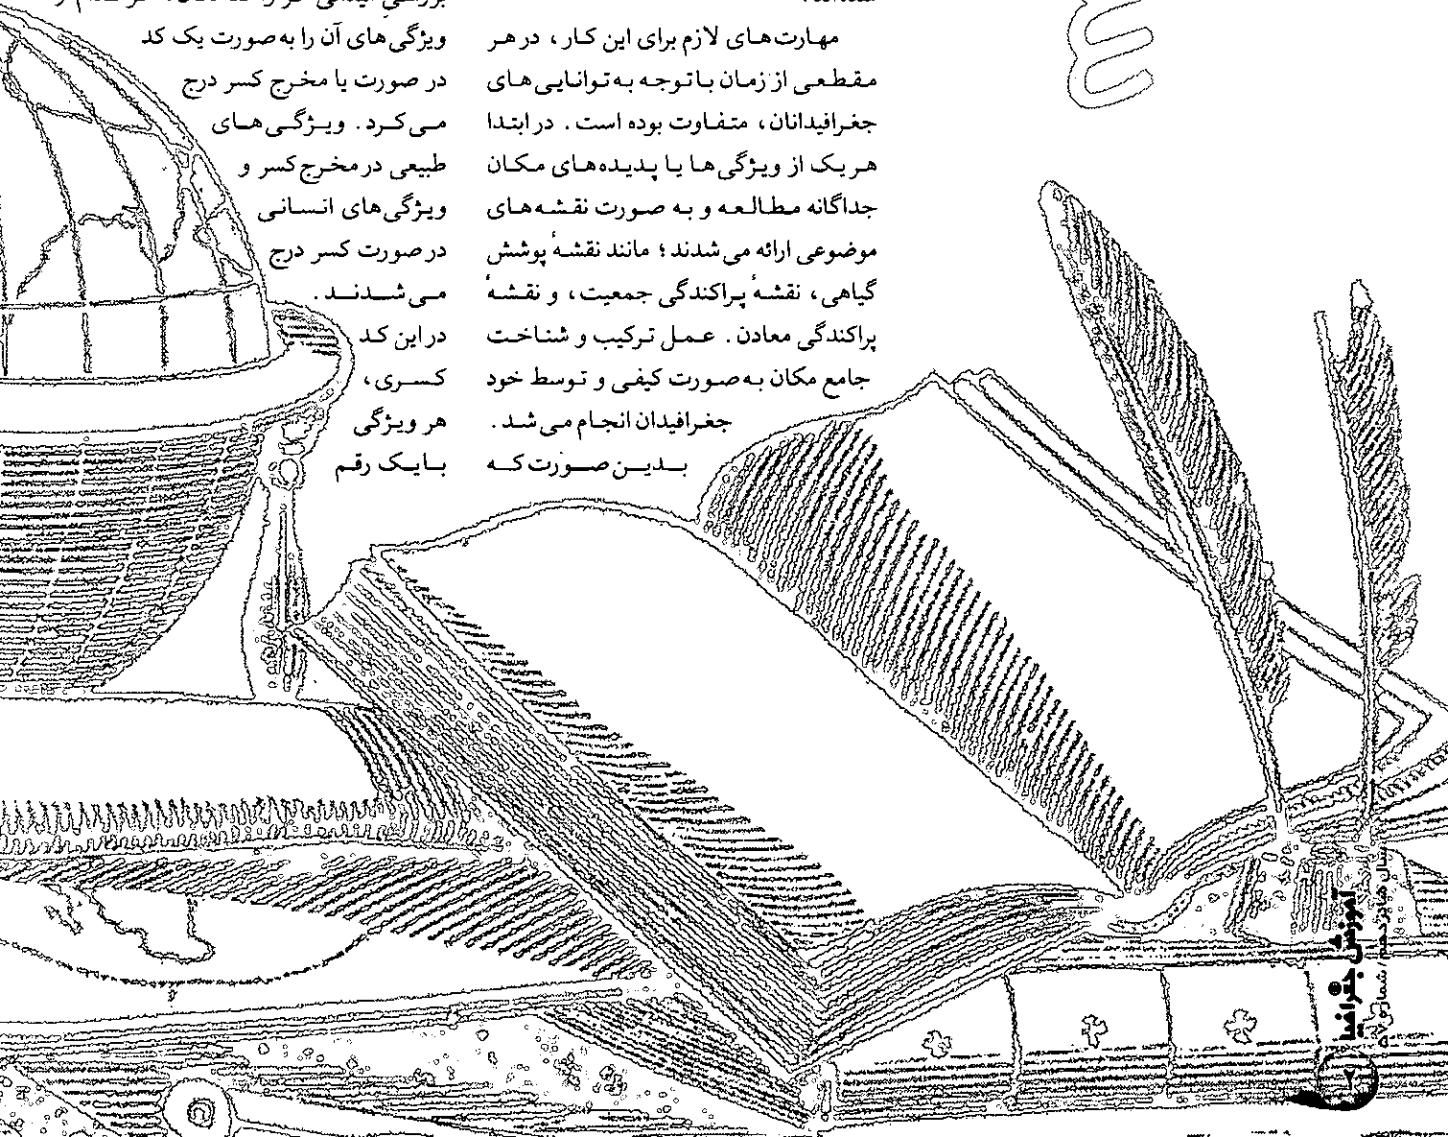 مهارت‌های لازم برای این کار، در هر
مقطعی از زمان با توجه به توانایی‌های
جغرافیدانان، متفاوت بوده است. در ابتدا
هر یک از ویژگی‌ها یا پدیده‌های مکان
جداگانه مطالعه و به صورت نقشه‌های
موضوعی ارائه می‌شدند؛ مانند نقشهٔ پوشش
گیاهی، نقشهٔ پراکندگی جمعیت، و نقشهٔ
پراکندگی معادن. عمل ترکیب و شناخت
جامع مکان به صورت کیفی و توسط خود
جغرافیدان انجام می‌شد.
بدین صورت که
ویژگی‌های آن را به صورت یک کد
در صورت یا مخرج کسر درج
می‌کرد. ویژگی‌های
طبیعی در مخرج کسر و
ویژگی‌های انسانی
در صورت کسر درج
می‌شدند.
در این کد
کسری،
هر ویژگی
با یک رقم
آموزش جغرافیا
۲